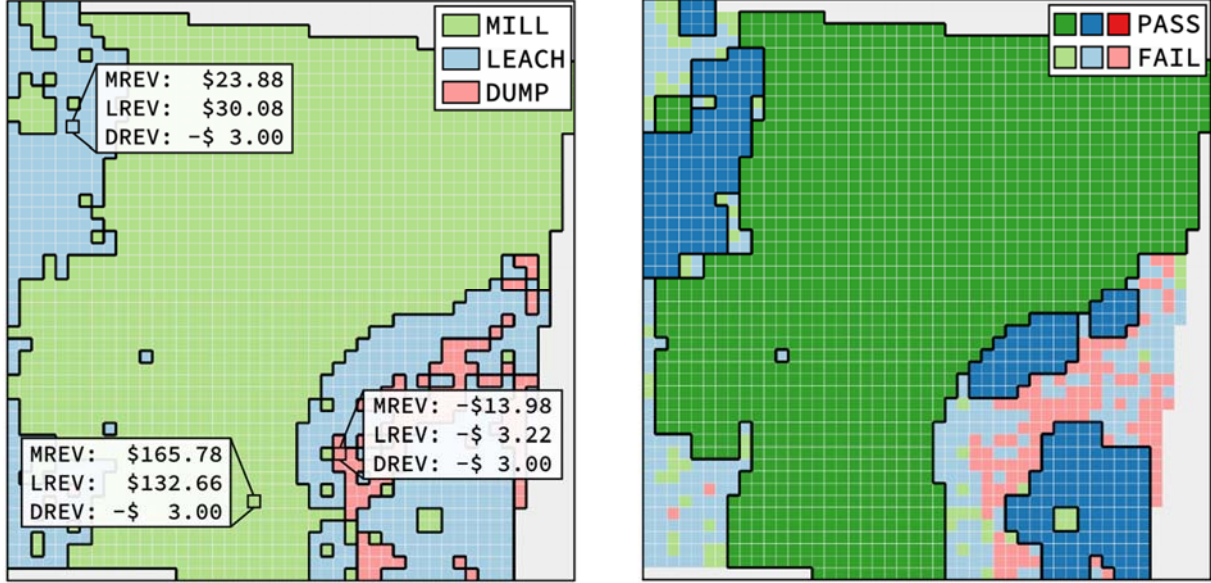 MILL
LEACH
DUMP
MREV: $23.88
LREV: $30.08
DREV: -$ 3.00
MREV: -$13.98
LREV: -$ 3.22
DREV: -$ 3.00
MREV: $165.78
LREV: $132.66
DREV: -$ 3.00
PASS
FAIL